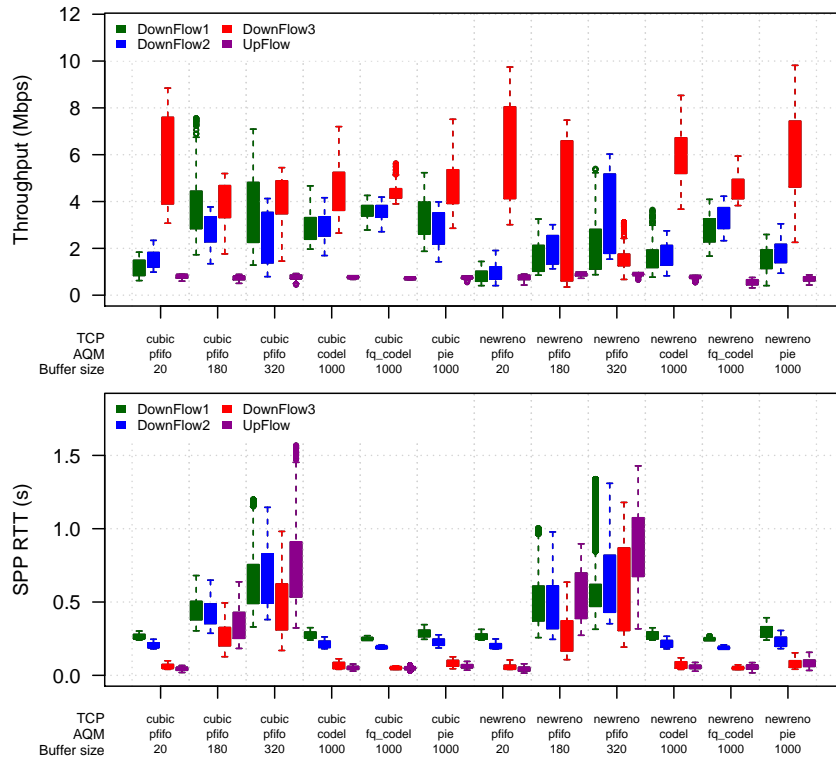 12
10
8
6
4
2
0
Throughput (Mbps)
DownFlow1 DownFlow3
DownFlow2 UpFlow
TCP cubic cubic cubic cubic cubic cubic newreno newreno newreno newreno newreno newreno
AQM pfifo pfifo pfifo codel fq_codel pie pfifo pfifo pfifo codel fq_codel pie
Buffer size 20 180 320 1000 1000 1000 20 180 320 1000 1000 1000
1.5
1.0
0.5
0.0
SPP RTT (s)
DownFlow1 DownFlow3
DownFlow2 UpFlow
TCP cubic cubic cubic cubic cubic cubic newreno newreno newreno newreno newreno newreno
AQM pfifo pfifo pfifo codel fq_codel pie pfifo pfifo pfifo codel fq_codel pie
Buffer size 20 180 320 1000 1000 1000 20 180 320 1000 1000 1000